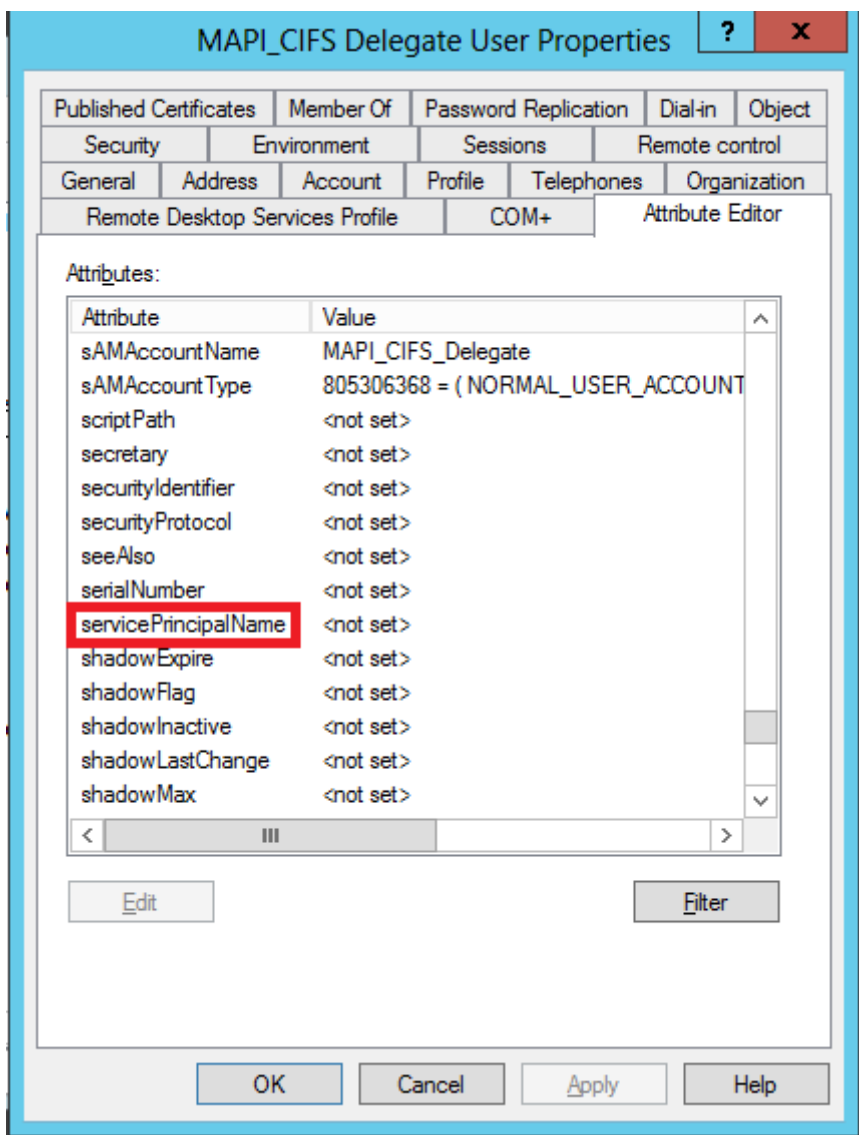 MAPI_CIFS Delegate User Properties ? x
Published Certificates Member Of Password Replication Dial-in Object
Security Environment Sessions Remote control
General Address Account Profile Telephones Organization
Remote Desktop Services Profile COM+ Attribute Editor
Attributes:
Attribute Value
sAMAccountName MAPI_CIFS_Delegate
sAMAccountType 805306368 = ( NORMAL_USER_ACCOUNT
scriptPath <not set>
secretary <not set>
securityIdentifier <not set>
securityProtocol <not set>
seeAlso <not set>
serialNumber <not set>
servicePrincipalName <not set>
shadowExpire <not set>
shadowFlag <not set>
shadowInactive <not set>
shadowLastChange <not set>
shadowMax <not set>
Edit Filter
OK Cancel Apply Help